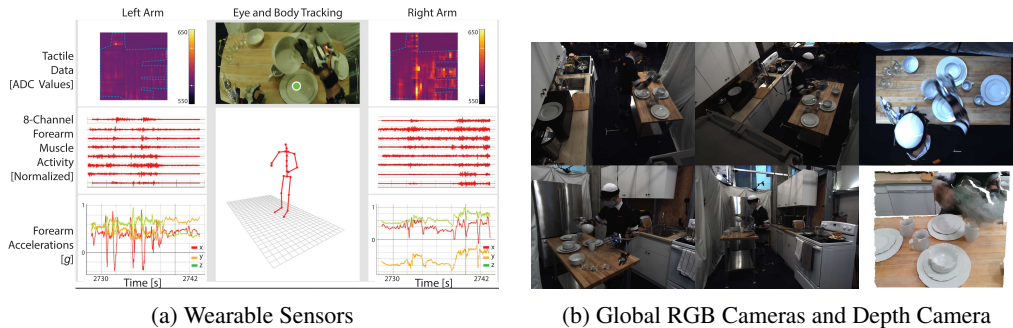 Left Arm
Eye and Body Tracking
Right Arm
Tactile
Data
[ADC Values]
650
550
650
550
8-Channel
Forearm
Muscle
Activity
[Normalized]
Forearm
Accelerations
[g]
1
0
x
y
z
2730
2742
Time [s]
1
0
x
y
z
2730
2742
Time [s]
(a) Wearable Sensors
(b) Global RGB Cameras and Depth Camera